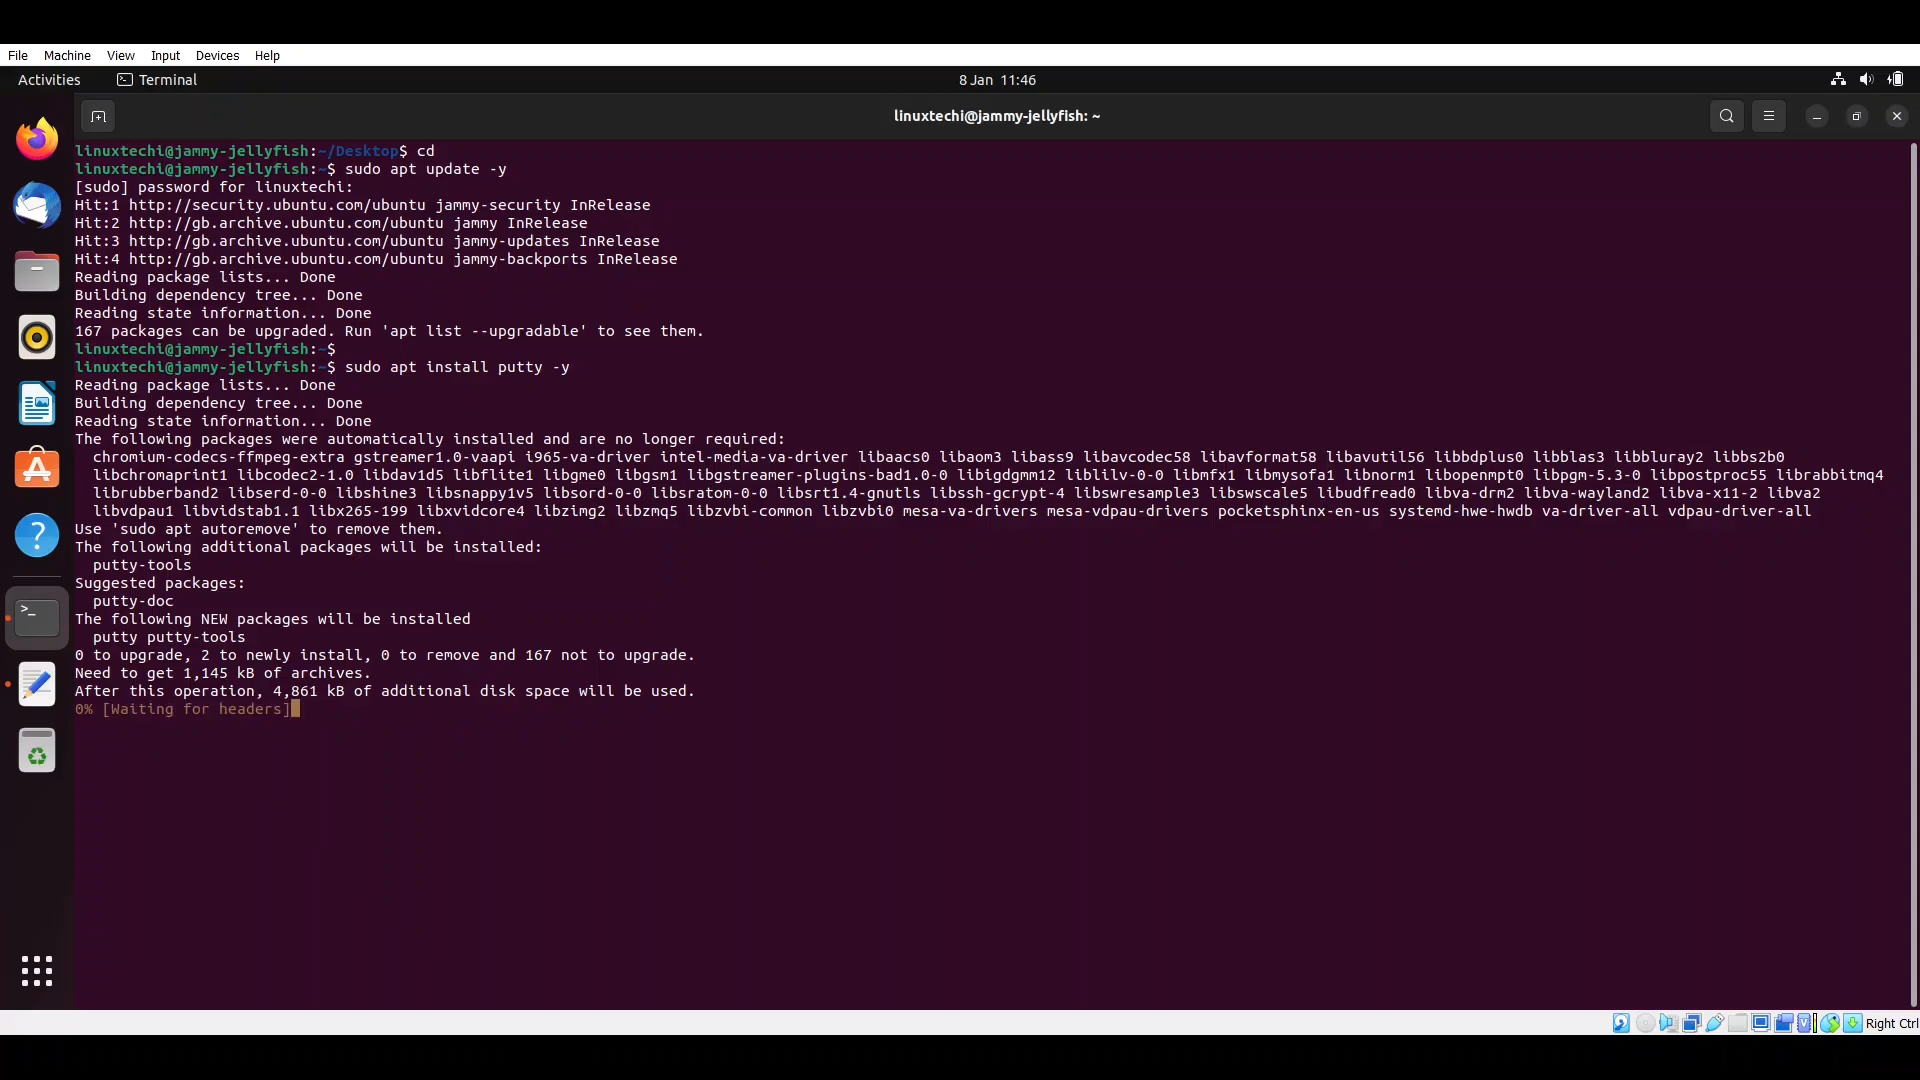 File Machine View Input Devices Help
Activities Terminal 8 Jan 11:46
linuxtechi@jammy-jellyfish: ~
linuxtechi@jammy-jellyfish:~/Desktop$ cd
linuxtechi@jammy-jellyfish:~$ sudo apt update -y
[sudo] password for linuxtechi:
Hit:1 http://security.ubuntu.com/ubuntu jammy-security InRelease
Hit:2 http://gb.archive.ubuntu.com/ubuntu jammy InRelease
Hit:3 http://gb.archive.ubuntu.com/ubuntu jammy-updates InRelease
Hit:4 http://gb.archive.ubuntu.com/ubuntu jammy-backports InRelease
Reading package lists... Done
Building dependency tree... Done
Reading state information... Done
167 packages can be upgraded. Run 'apt list --upgradable' to see them.
linuxtechi@jammy-jellyfish:~$
linuxtechi@jammy-jellyfish:~$ sudo apt install putty -y
Reading package lists... Done
Building dependency tree... Done
Reading state information... Done
The following packages were automatically installed and are no longer required:
chromium-codecs-ffmpeg-extra gstreamer1.0-vaapi i965-va-driver intel-media-va-driver libaacs0 libaom3 libass9 libavcodec58 libavformat58 libavutil56 libbdplus0 libblas3 libbluray2 libbs2b0
libchromaprint1 libcodec2-1.0 libdav1d5 libflite1 libgme0 libgsm1 libgstreamer-plugins-bad1.0-0 libigdgmm12 liblilv-0-0 libmfx1 libmysofa1 libnorm1 libopenmpt0 libpgm-5.3-0 libpostproc55 librabbitmq4
librubberband2 libserd-0-0 libshine3 libsnappy1v5 libsord-0-0 libsratom-0-0 libsrt1.4-gnutls libssh-gcrypt-4 libswresample3 libswscale5 libudfread0 libva-drm2 libva-wayland2 libva-x11-2 libva2
libvdpau1 libvidstab1.1 libx265-199 libxvidcore4 libzimg2 libzmq5 libzvbi-common libzvbi0 mesa-va-drivers mesa-vdpau-drivers pocketsphinx-en-us systemd-hwe-hwdb va-driver-all vdpau-driver-all
Use 'sudo apt autoremove' to remove them.
The following additional packages will be installed:
putty-tools
Suggested packages:
putty-doc
The following NEW packages will be installed
putty putty-tools
0 to upgrade, 2 to newly install, 0 to remove and 167 not to upgrade.
Need to get 1,145 kB of archives.
After this operation, 4,861 kB of additional disk space will be used.
0% [Waiting for headers]
Right Ctrl